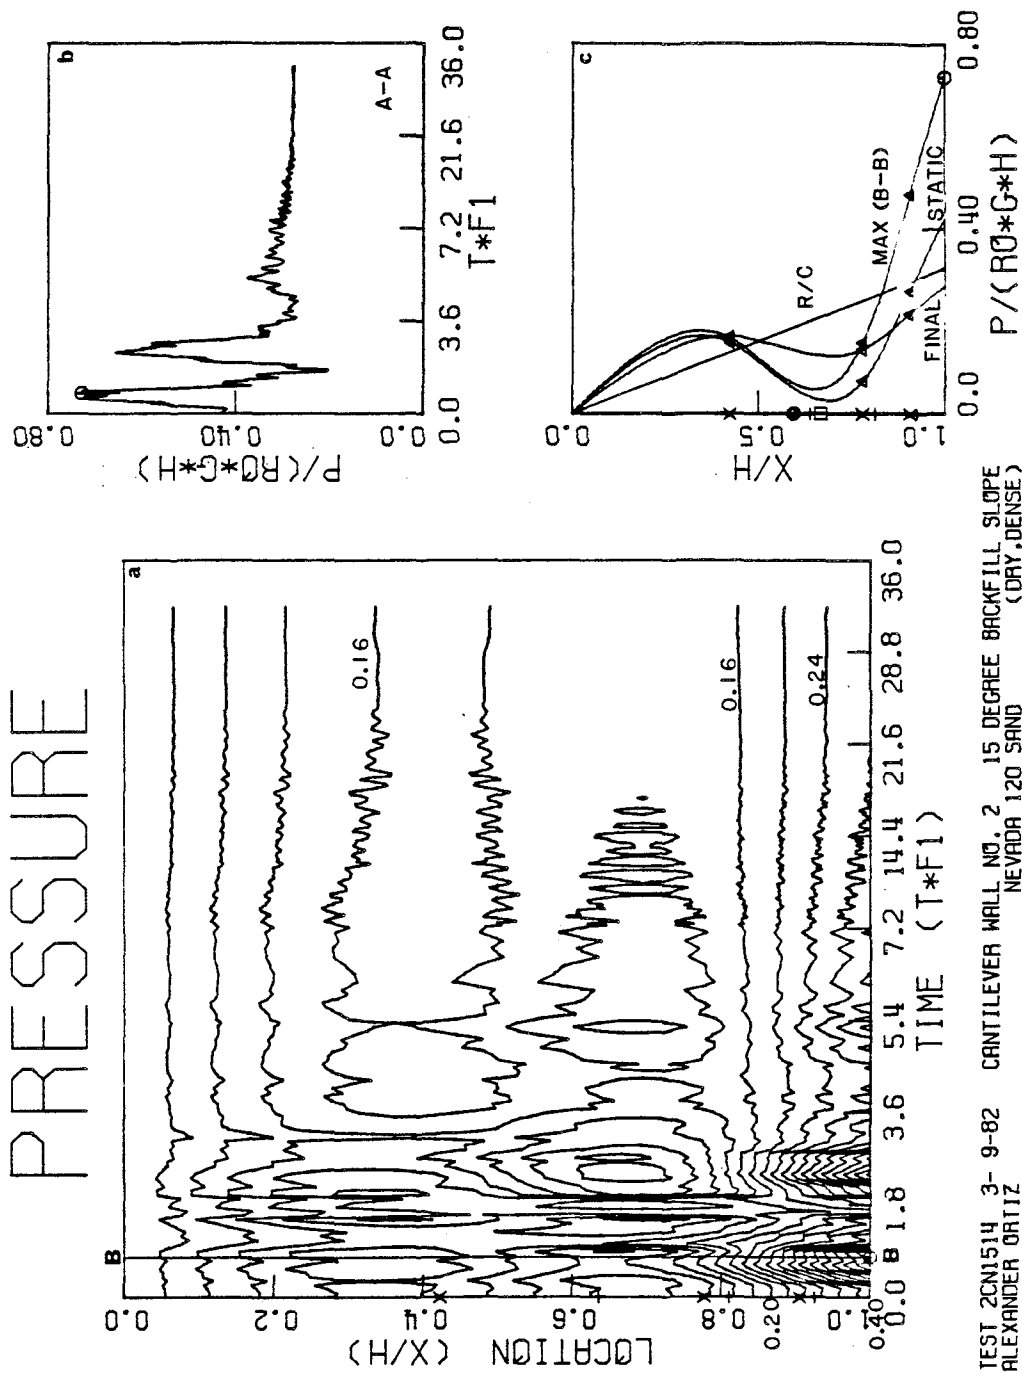 PRESSURE
a
B
B
0.16
0.16
0.24
0.0
0.2
0.4
0.6
0.8
0.20
1.0
0.40
LOCATION (X/H)
0.0 1.8 3.6 5.4 7.2 14.4 21.6 28.8 36.0
TIME (T*F1)
b
A-A
0.80
0.40
0.0
P/(RO*G*H)
0.0 3.6 7.2 21.6 36.0
T*F1
c
R/C
MAX (B-B)
FINAL
STATIC
0.0
0.5
1.0
X/H
0.0 0.40 0.80
P/(RO*G*H)
TEST 2CN1514 3- 9-82 CANTILEVER WALL NO. 2 15 DEGREE BACKFILL SLOPE
ALEXANDER ORTIZ NEVADA 120 SAND (DRY,DENSE)